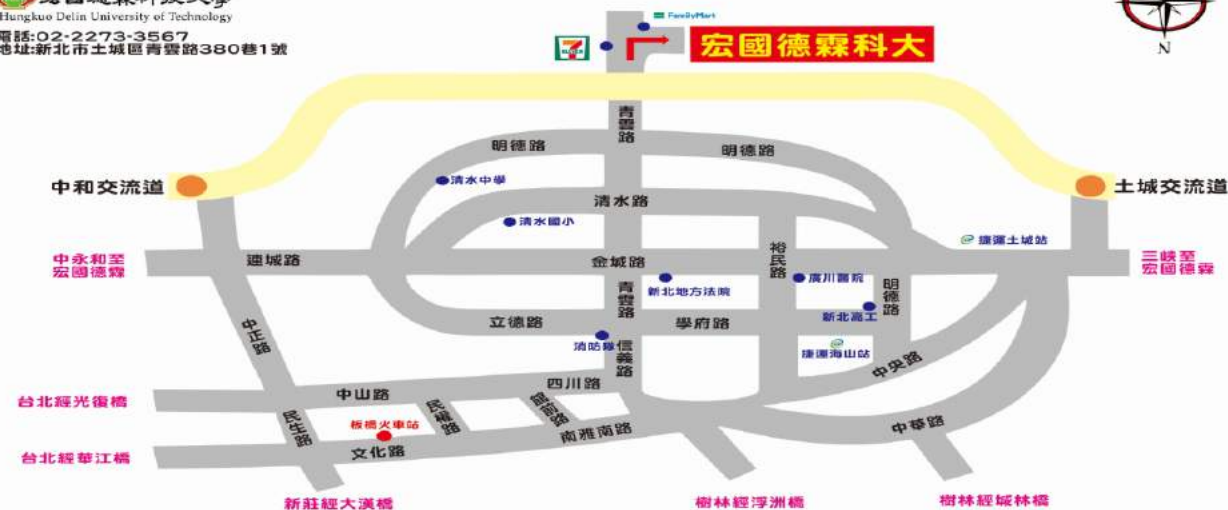 Hungkuo Delin University of Technology
電話:02-2273-3567
地址:新北市土城區青雲路380巷1號
FamilyMart
7
ELEVEN
宏國德霖科大
N
青雲路
明德路
明德路
中和交流道
清水中學
土城交流道
清水路
清水國小
中永和至
宏國德霖
連城路
金城路
裕民路
捷運土城站
三峽至
宏國德霖
青雲路
新北地方法院
廣川醫院
明德路
中正路
立德路
學府路
新北高工
消防隊
信義路
捷運海山站
中央路
台北經光復橋
中山路
四川路
民生路
板橋火車站
民權路
館前路
南雅南路
中華路
台北經華江橋
文化路
新莊經大漢橋
樹林經浮洲橋
樹林經城林橋